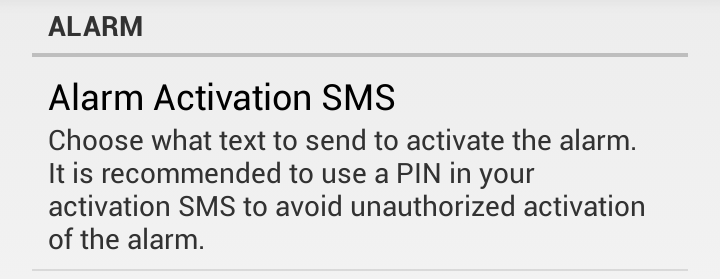 ALARM
Alarm Activation SMS
Choose what text to send to activate the alarm.
It is recommended to use a PIN in your
activation SMS to avoid unauthorized activation
of the alarm.